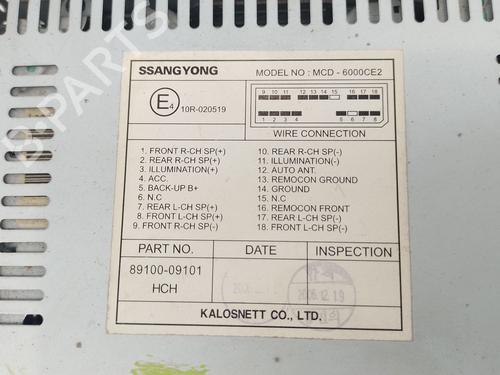 SSANGYONG
MODEL NO : MCD - 6000CE2
E4
10R-020519
9 10 11 12 13 14 15 16 17 18
1 2 3 4 5 6 7 8
WIRE CONNECTION
1. FRONT R-CH SP(+)
2. REAR R-CH SP(+)
3. ILLUMINATION(+)
4. ACC.
5. BACK-UP B+
6. N.C
7. REAR L-CH SP(+)
8. FRONT L-CH SP(+)
9. FRONT R-CH SP(-)
10. REAR R-CH SP(-)
11. ILLUMINATION(-)
12. AUTO ANT.
13. REMOCON GROUND
14. GROUND
15. N.C
16. REMOCON FRONT
17. REAR L-CH SP(-)
18. FRONT L-CH SP(-)
PART NO.
DATE
INSPECTION
89100-09101
HCH
2006.12.19
KALOSNETT CO., LTD.